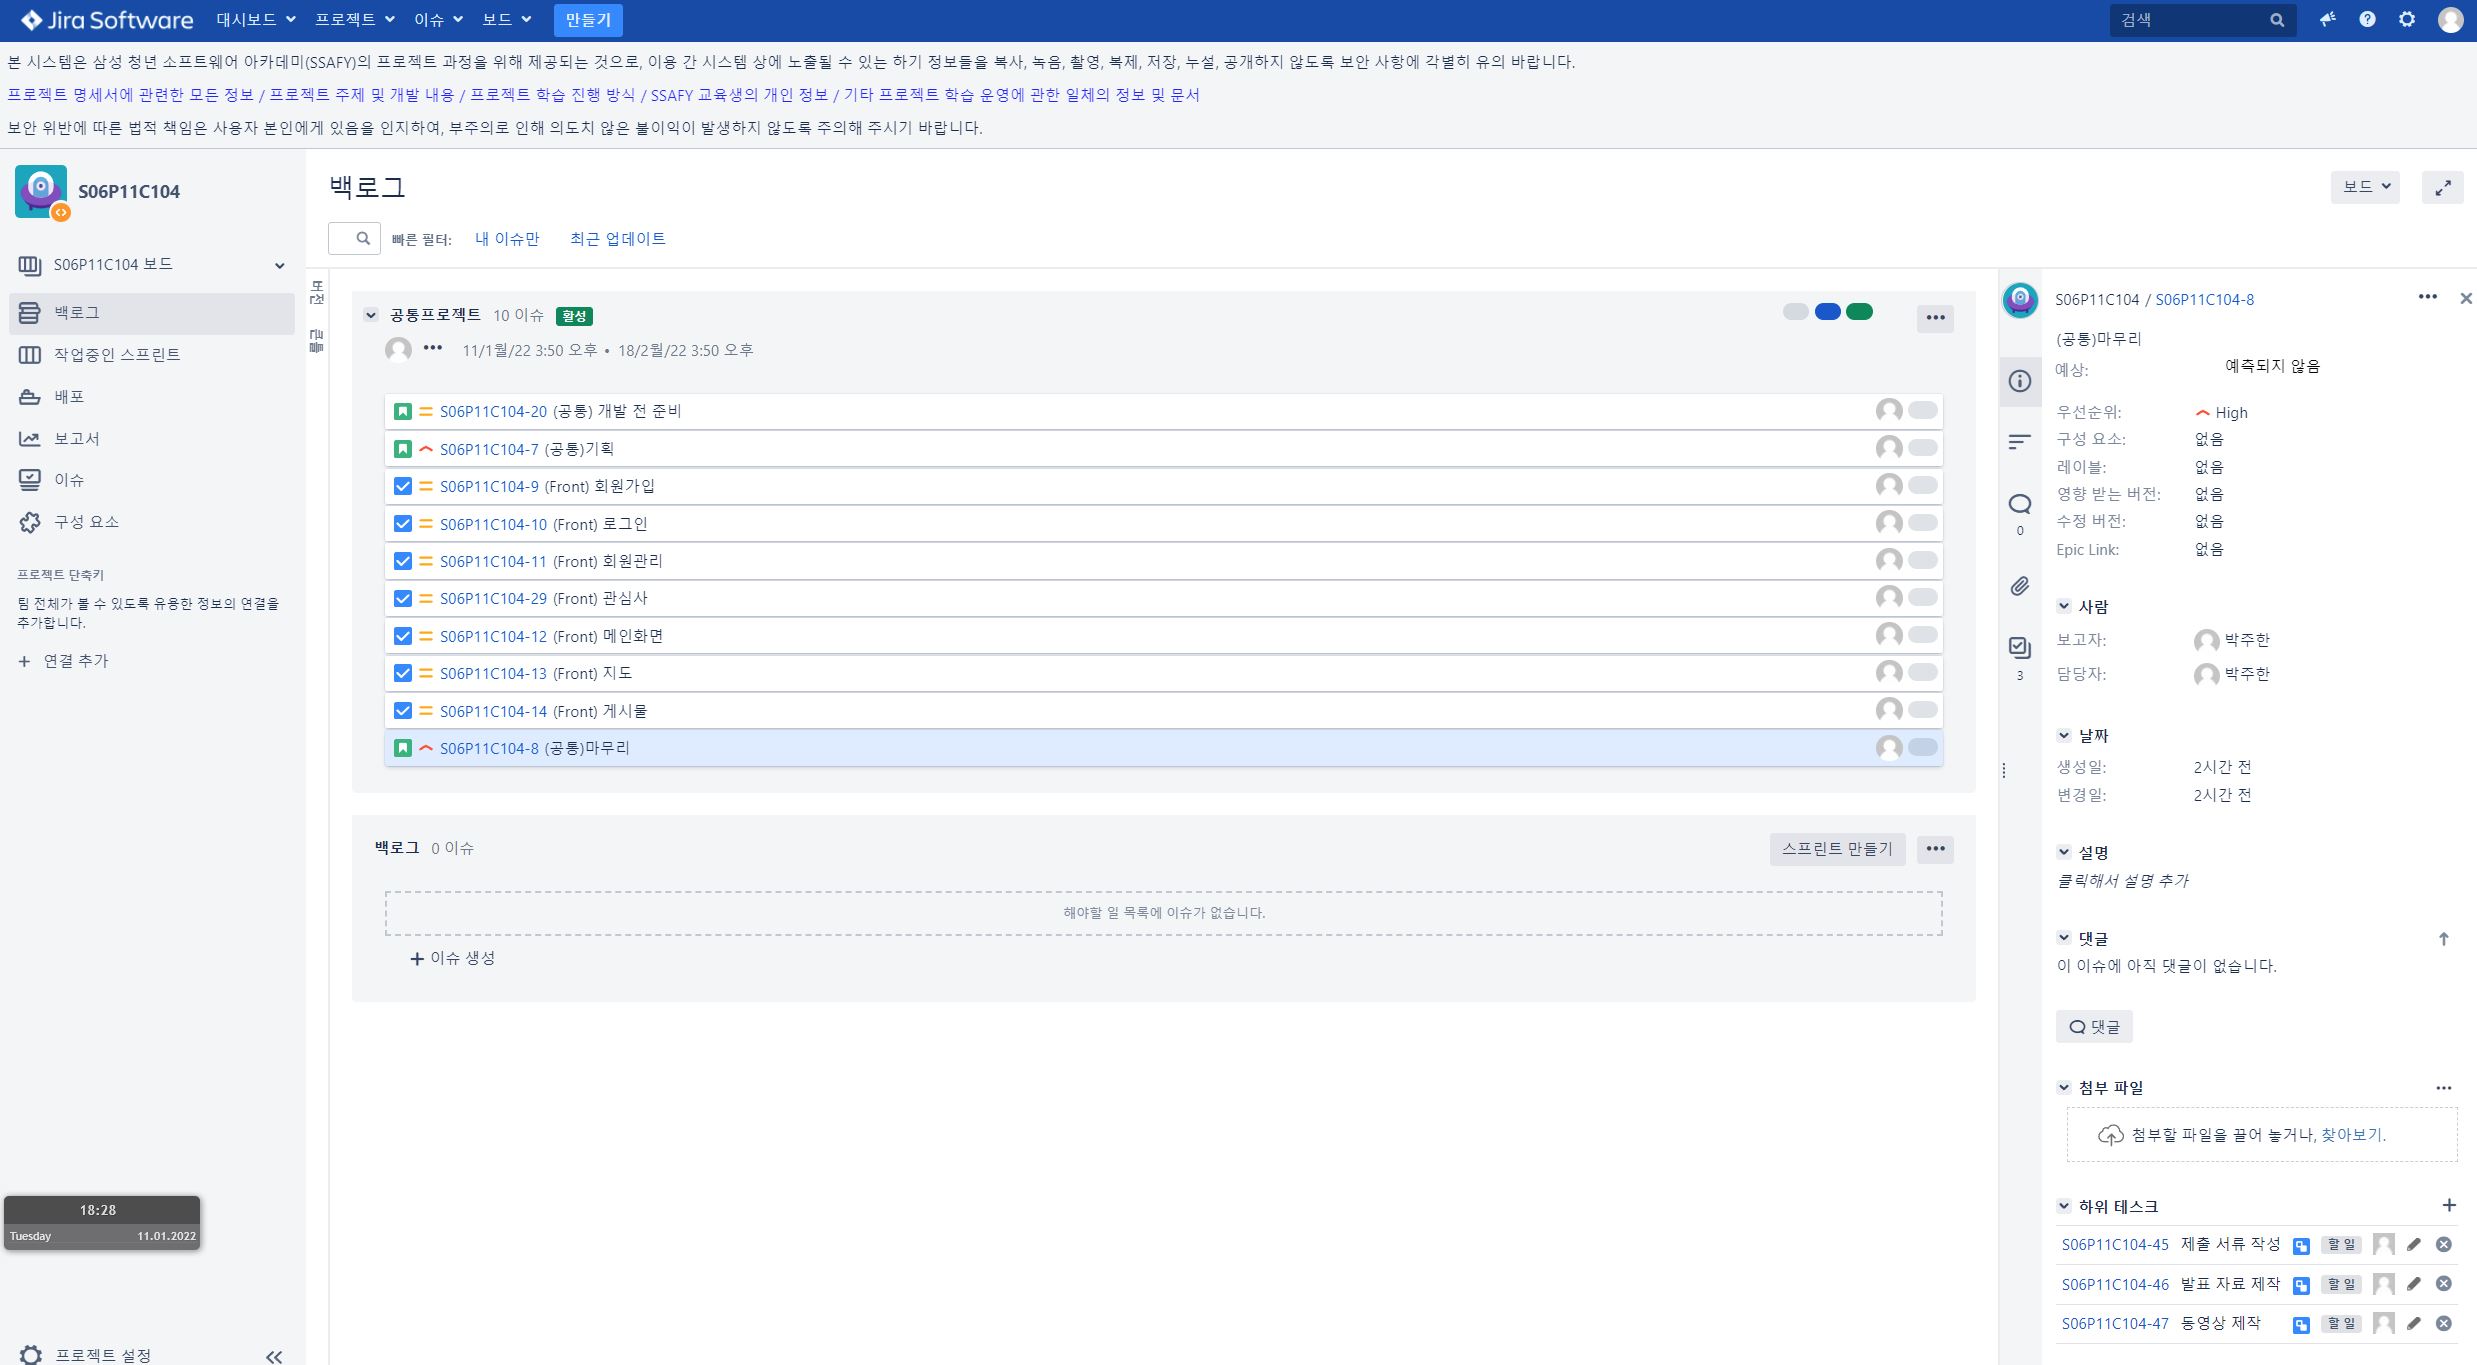 Jira Software 대시보드 프로젝트 이슈 보드 만들기 검색
본 시스템은 삼성 청년 소프트웨어 아카데미(SSAFY)의 프로젝트 과정을 위해 제공되는 것으로, 이용 간 시스템 상에 노출될 수 있는 하기 정보들을 복사, 녹음, 촬영, 복제, 저장, 누설, 공개하지 않도록 보안 사항에 각별히 유의 바랍니다.
프로젝트 명세서에 관련한 모든 정보 / 프로젝트 주제 및 개발 내용 / 프로젝트 학습 진행 방식 / SSAFY 교육생의 개인 정보 / 기타 프로젝트 학습 운영에 관한 일체의 정보 및 문서
보안 위반에 따른 법적 책임은 사용자 본인에게 있음을 인지하여, 부주의로 인해 의도치 않은 불이익이 발생하지 않도록 주의해 주시기 바랍니다.
S06P11C104
S06P11C104 보드
백로그
작업중인 스프린트
배포
보고서
이슈
구성 요소
프로젝트 단축키
팀 전체가 볼 수 있도록 유용한 정보의 연결을
추가합니다.
+ 연결 추가
18:28
Tuesday 11.01.2022
프로젝트 설정
백로그
보드
빠른 필터: 내 이슈만 최근 업데이트
버전
큰틀
공통프로젝트 10 이슈 활성
11/1월/22 3:50 오후 • 18/2월/22 3:50 오후
S06P11C104-20 (공통) 개발 전 준비
S06P11C104-7 (공통)기획
S06P11C104-9 (Front) 회원가입
S06P11C104-10 (Front) 로그인
S06P11C104-11 (Front) 회원관리
S06P11C104-29 (Front) 관심사
S06P11C104-12 (Front) 메인화면
S06P11C104-13 (Front) 지도
S06P11C104-14 (Front) 게시물
S06P11C104-8 (공통)마무리
백로그 0 이슈 스프린트 만들기
해야할 일 목록에 이슈가 없습니다.
+ 이슈 생성
S06P11C104 / S06P11C104-8
(공통)마무리
예상: 예측되지 않음
우선순위: High
구성 요소: 없음
레이블: 없음
영향 받는 버전: 없음
수정 버전: 없음
Epic Link: 없음
0
3
사람
보고자: 박주한
담당자: 박주한
날짜
생성일: 2시간 전
변경일: 2시간 전
설명
클릭해서 설명 추가
댓글
이 이슈에 아직 댓글이 없습니다.
댓글
첨부 파일
첨부할 파일을 끌어 놓거나, 찾아보기.
하위 테스크
S06P11C104-45 제출 서류 작성 할 일
S06P11C104-46 발표 자료 제작 할 일
S06P11C104-47 동영상 제작 할 일